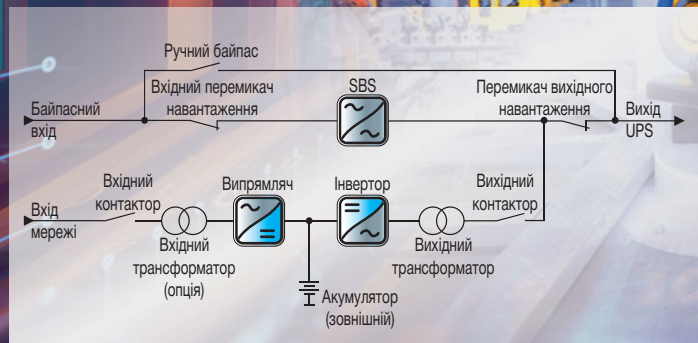 Ручний байпас
Вхідний перемикач
навантаження
SBS
Перемикач вихідного
навантаження
Байпасний
вхід
Вихід
UPS
Вхідний
контактор
Випрямляч
Інвертор
Вихідний
контактор
Вхід
мережі
Вхідний
трансформатор
(опція)
Вихідний
трансформатор
Акумулятор
(зовнішній)